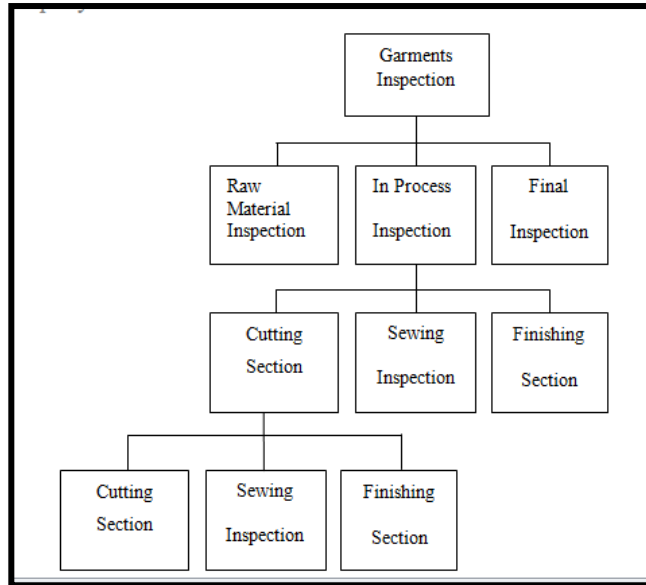 Garments
Inspection
Raw
Material
Inspection
In Process
Inspection
Final
Inspection
Cutting
Section
Sewing
Inspection
Finishing
Section
Cutting
Section
Sewing
Inspection
Finishing
Section